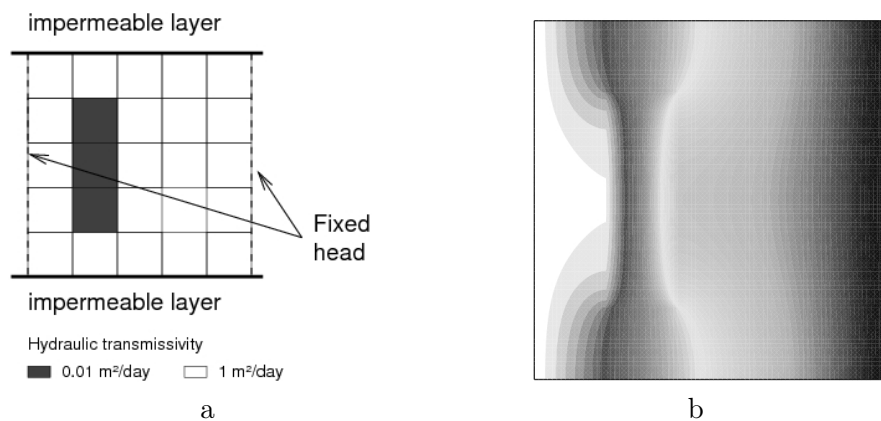 impermeable layer
Fixed
head
impermeable layer
Hydraulic transmissivity
0.01 m²/day
1 m²/day
a
b